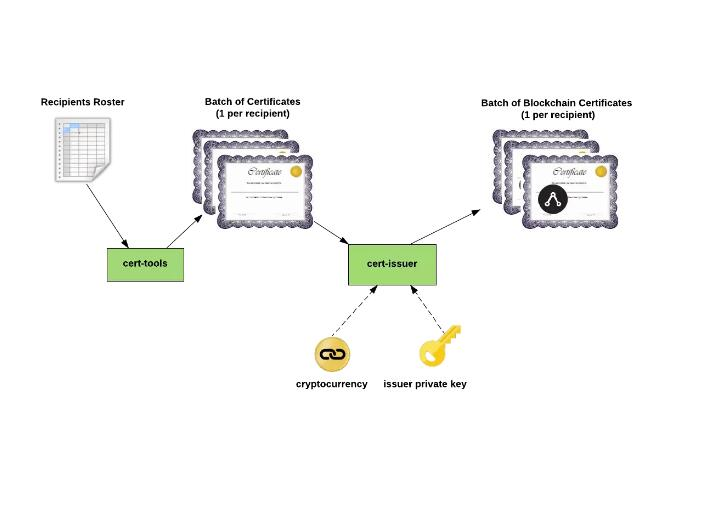 Recipients Roster
Batch of Certificates
(1 per recipient)
Batch of Blockchain Certificates
(1 per recipient)
Certificate
Certificate
cert-tools
cert-issuer
cryptocurrency
issuer private key